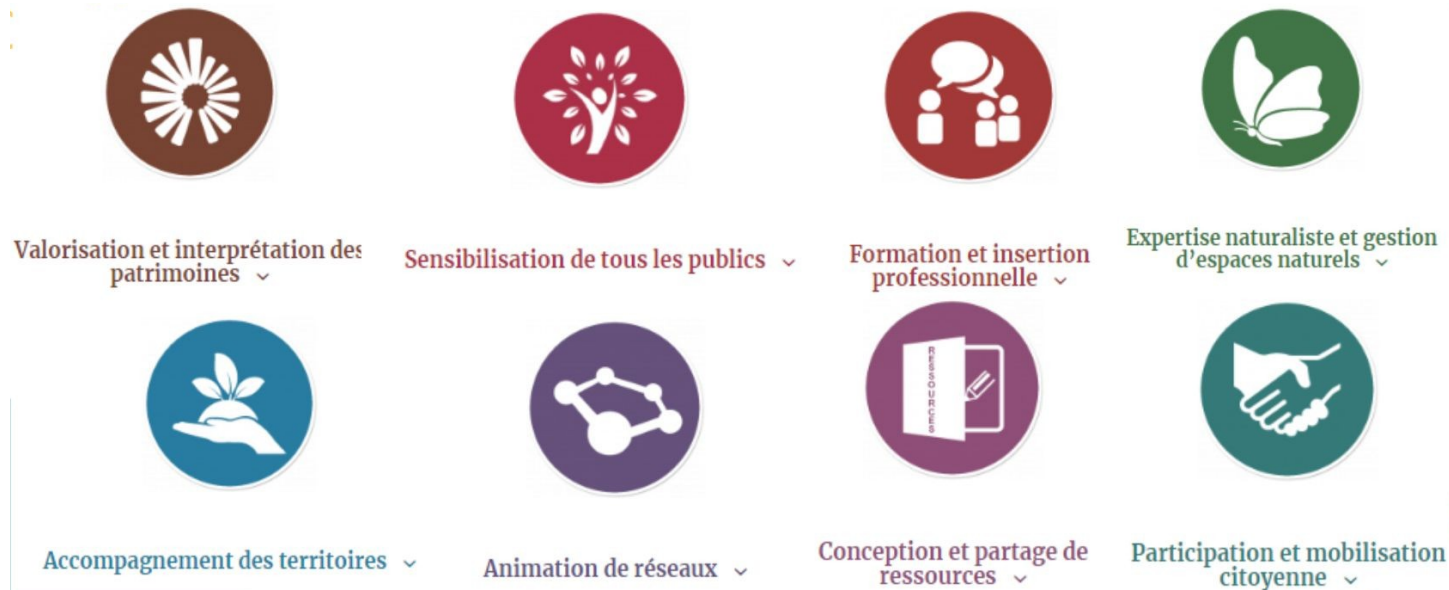 Valorisation et interprétation des
patrimoines
Sensibilisation de tous les publics
Formation et insertion
professionnelle
Expertise naturaliste et gestion
d'espaces naturels
RESSOURCES
Accompagnement des territoires
Animation de réseaux
Conception et partage de
ressources
Participation et mobilisation
citoyenne